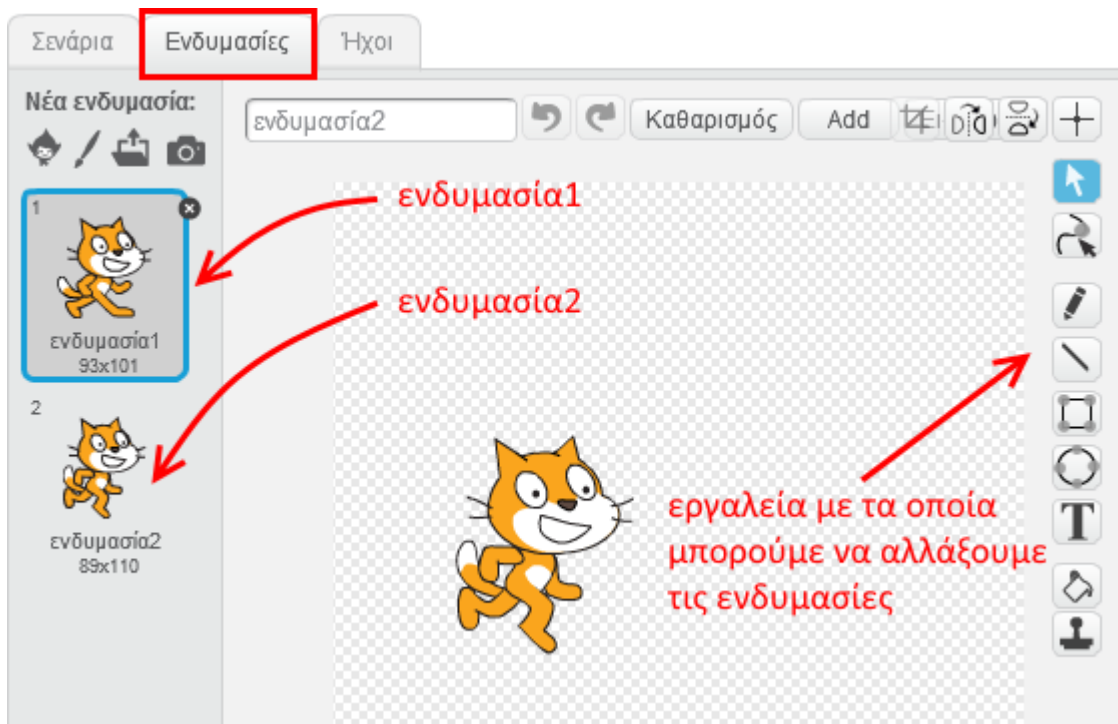 Σενάρια Ενδυμασίες Ήχοι
Νέα ενδυμασία:
ενδυμασία2 Καθαρισμός Add
1
ενδυμασία1
93x101
2
ενδυμασία2
89x110
ενδυμασία1
ενδυμασία2
εργαλεία με τα οποία
μπορούμε να αλλάξουμε
τις ενδυμασίες
T